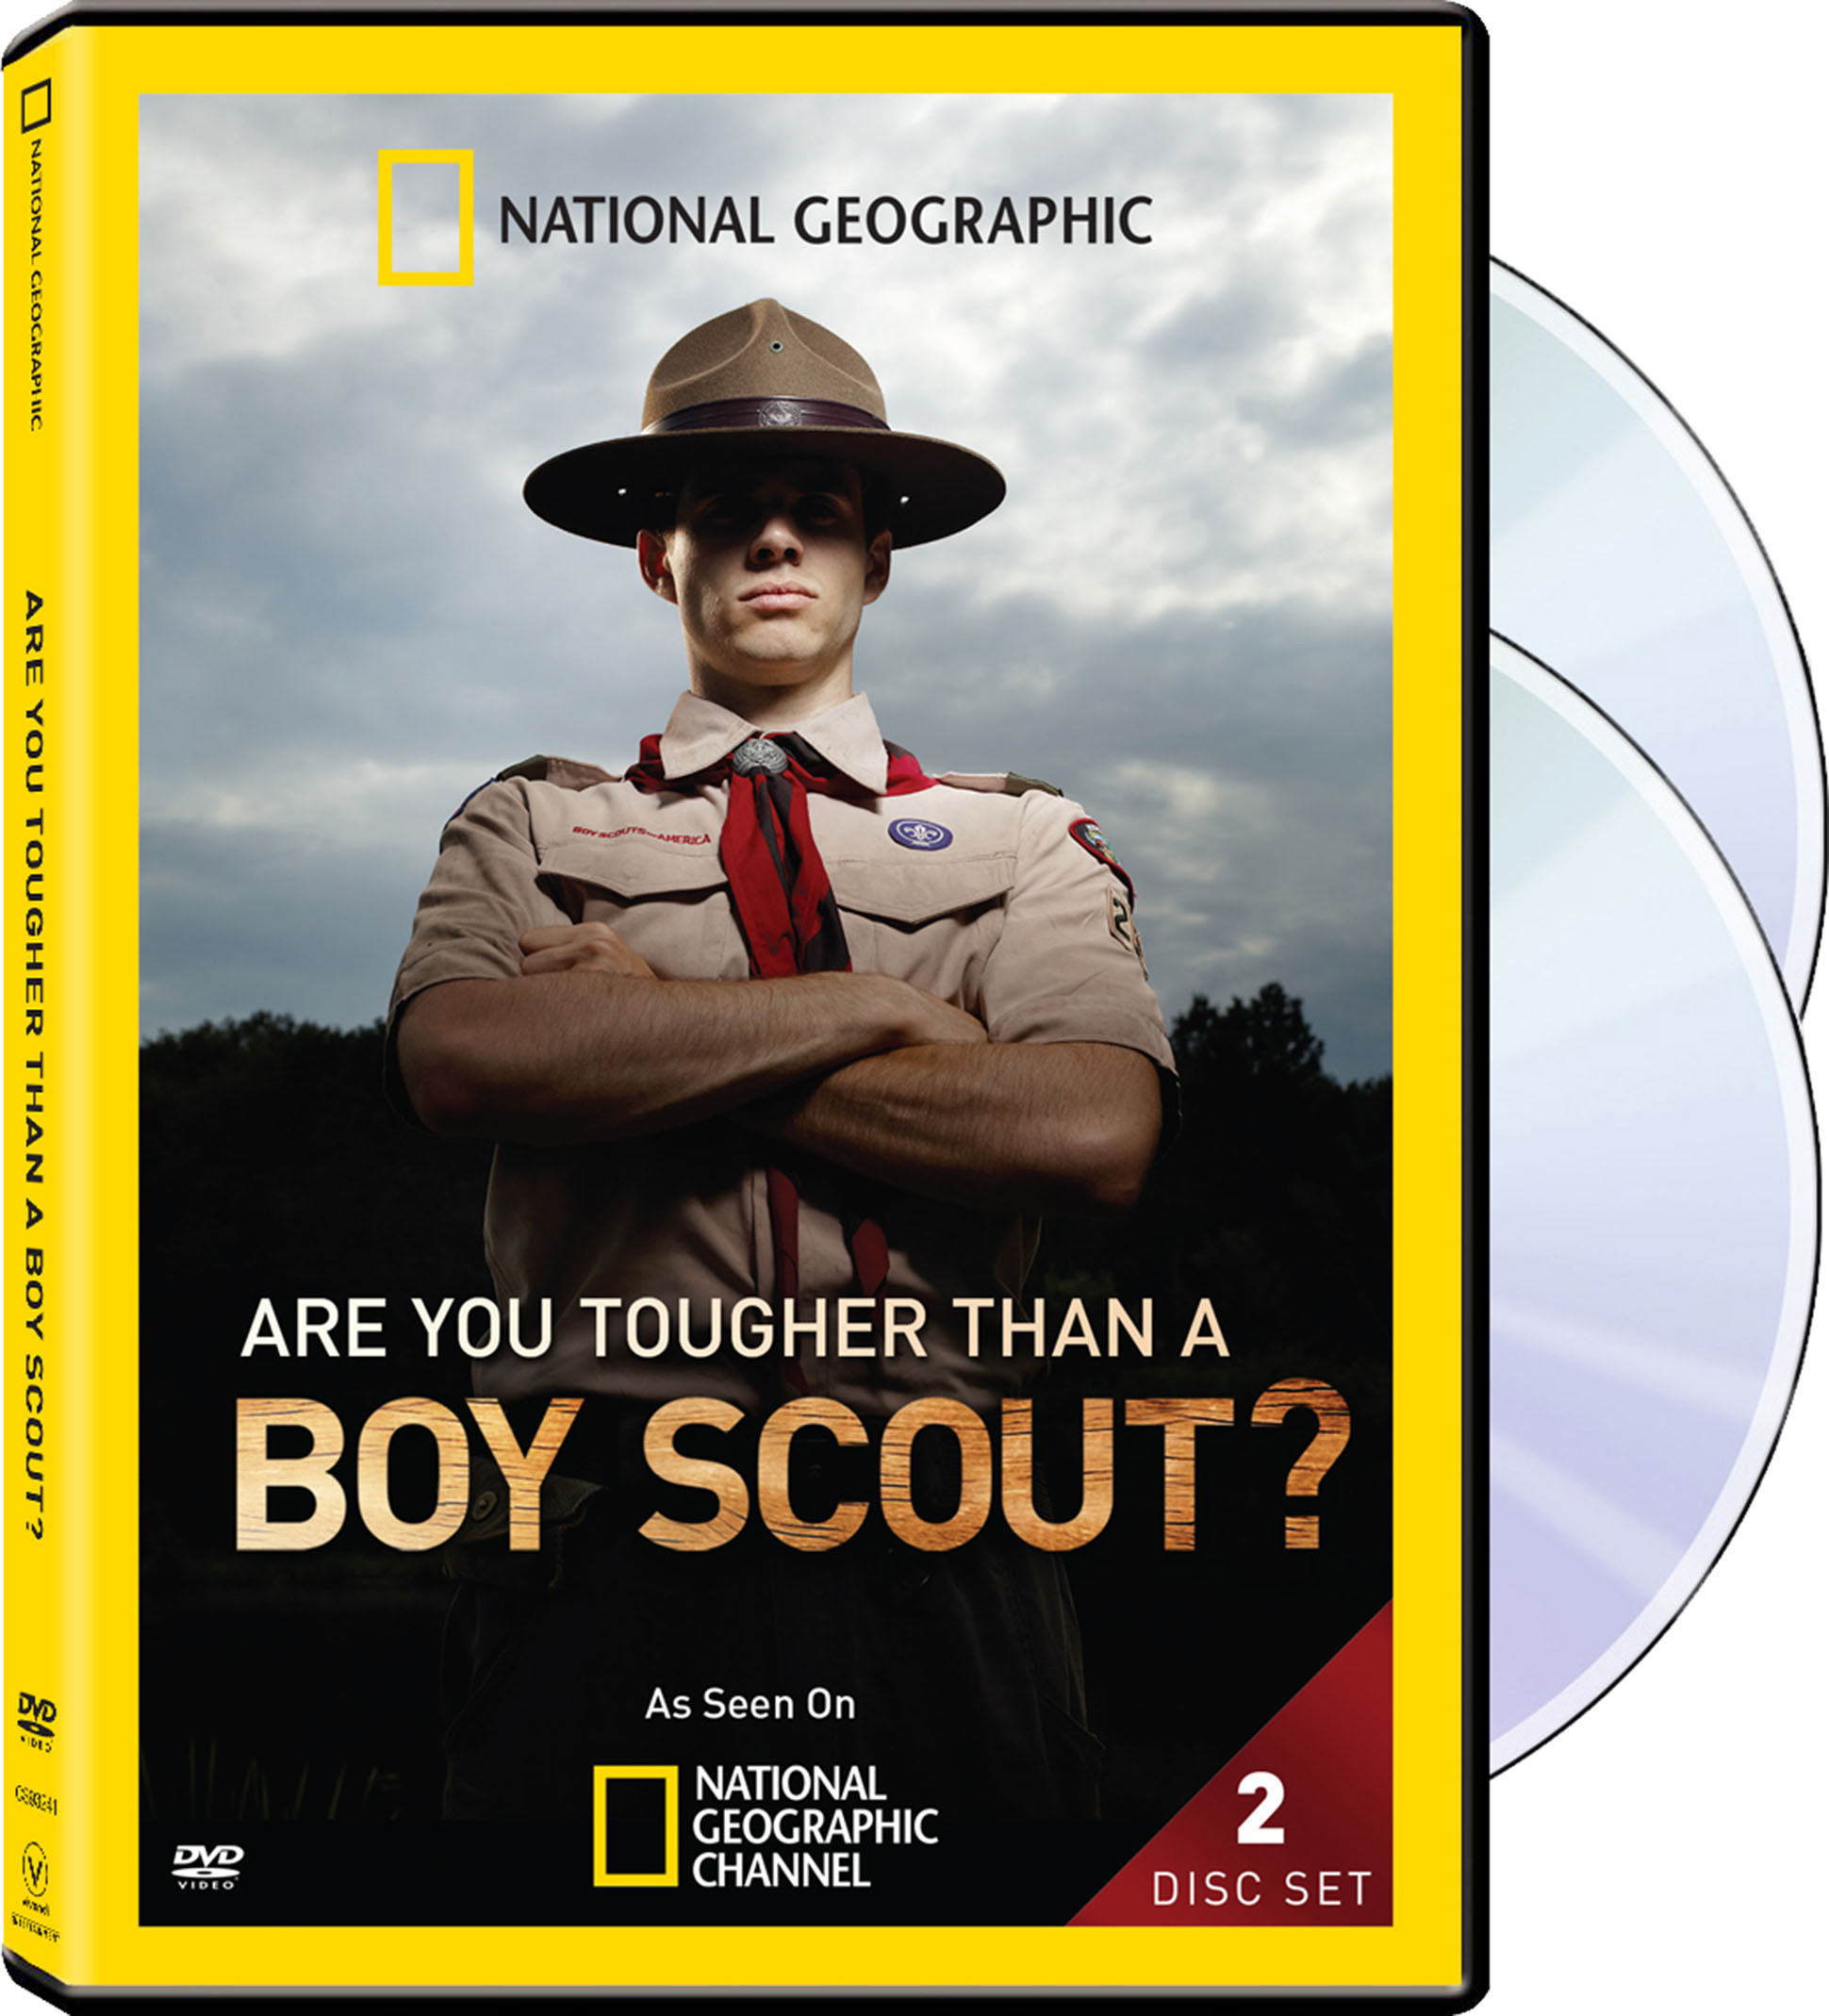 NATIONAL GEOGRAPHIC
ARE YOU TOUGHER THAN A BOY SCOUT?
DVD
VIDEO
NATIONAL GEOGRAPHIC
BOY SCOUTS OF AMERICA
2
ARE YOU TOUGHER THAN A
BOY SCOUT?
As Seen On
NATIONAL
GEOGRAPHIC
CHANNEL
DVD
VIDEO
2
DISC SET